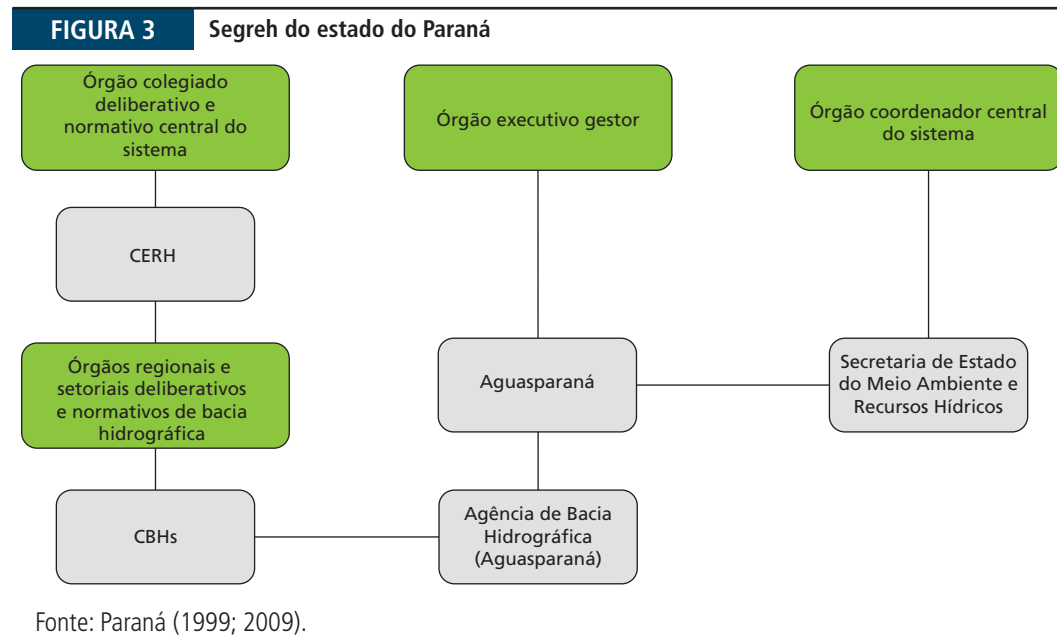 FIGURA 3
Segreh do estado do Paraná
Órgão colegiado
deliberativo e
normativo central do
sistema
Órgão executivo gestor
Órgão coordenador central
do sistema
CERH
Órgãos regionais e
setoriais deliberativos
e normativos de bacia
hidrográfica
Aguasparaná
Secretaria de Estado
do Meio Ambiente e
Recursos Hídricos
CBHs
Agência de Bacia
Hidrográfica
(Aguasparaná)
Fonte: Paraná (1999; 2009).